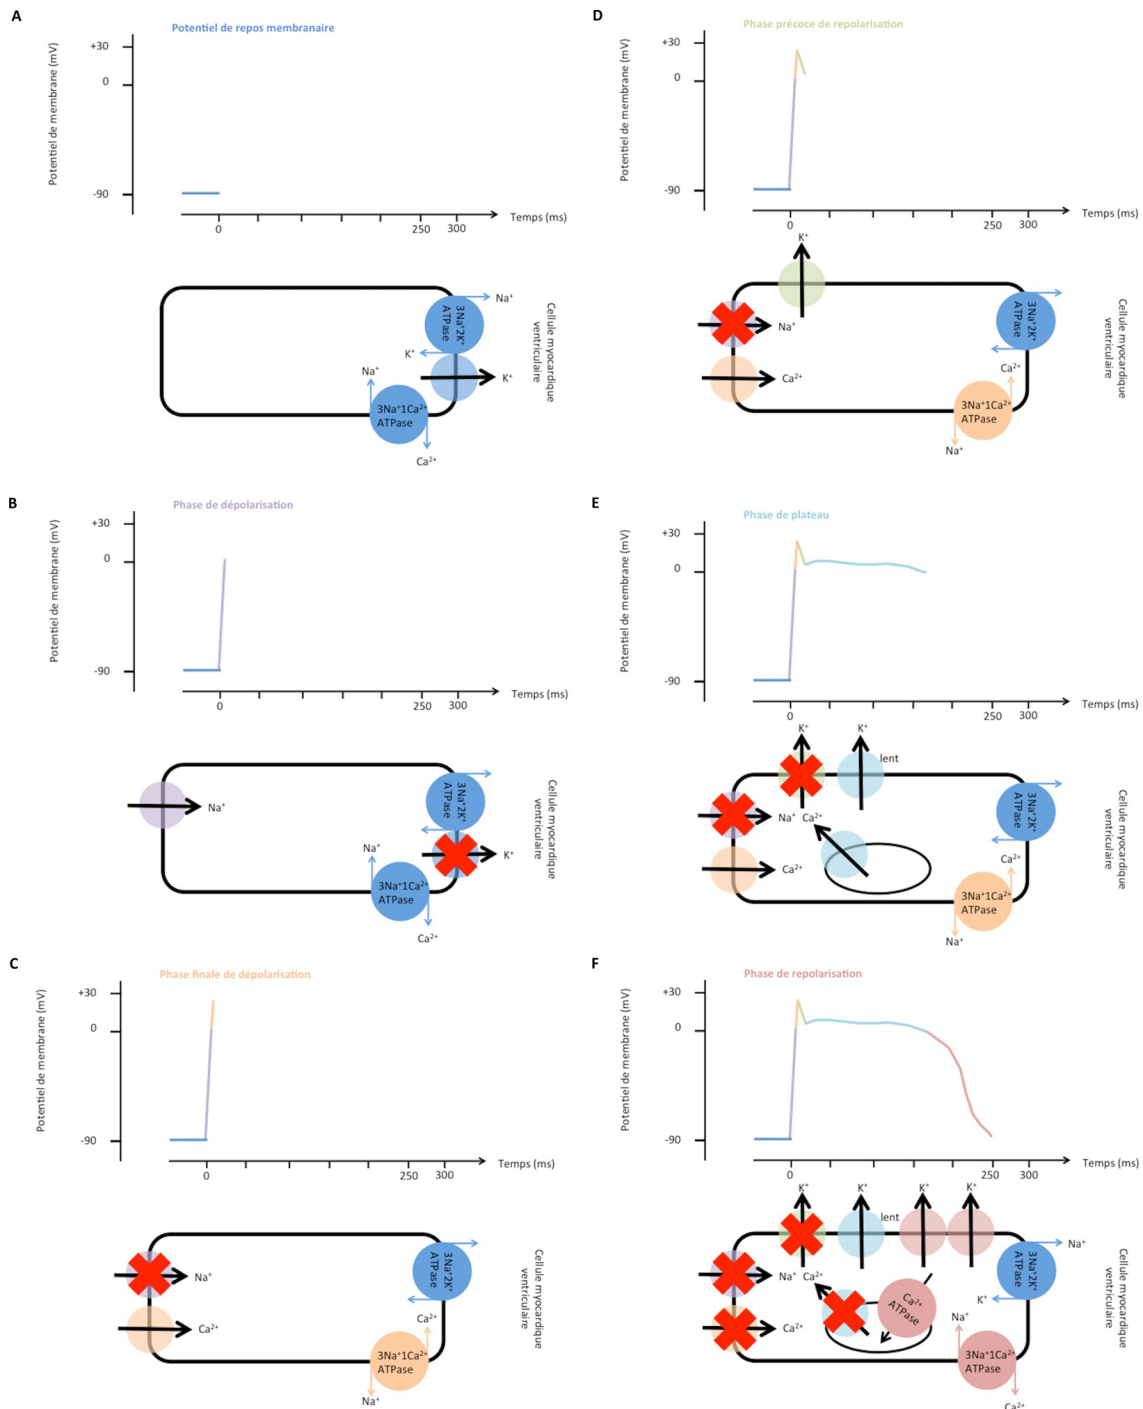 A
Potentiel de repos membranaire
Potentiel de membrane (mV)
+30
0
-90
0
250
300
Temps (ms)
3Na⁺2K⁺
ATPase
Na⁺
K⁺
K⁺
Na⁺
3Na⁺1Ca²⁺
ATPase
Ca²⁺
Cellule myocardique
ventriculaire
B
Phase de dépolarisation
Potentiel de membrane (mV)
+30
0
-90
0
250
300
Temps (ms)
Na⁺
3Na⁺2K⁺
ATPase
K⁺
Na⁺
3Na⁺1Ca²⁺
ATPase
Ca²⁺
Cellule myocardique
ventriculaire
C
Phase finale de dépolarisation
Potentiel de membrane (mV)
+30
0
-90
0
250
300
Temps (ms)
Na⁺
Ca²⁺
3Na⁺2K⁺
ATPase
Ca²⁺
3Na⁺1Ca²⁺
ATPase
Na⁺
Cellule myocardique
ventriculaire
D
Phase précoce de repolarisation
Potentiel de membrane (mV)
+30
0
-90
0
250
300
Temps (ms)
K⁺
Na⁺
Ca²⁺
3Na⁺2K⁺
ATPase
Ca²⁺
3Na⁺1Ca²⁺
ATPase
Na⁺
Cellule myocardique
ventriculaire
E
Phase de plateau
Potentiel de membrane (mV)
+30
0
-90
0
250
300
Temps (ms)
K⁺
K⁺
lent
Na⁺
Ca²⁺
Ca²⁺
3Na⁺2K⁺
ATPase
Ca²⁺
3Na⁺1Ca²⁺
ATPase
Na⁺
Cellule myocardique
ventriculaire
F
Phase de repolarisation
Potentiel de membrane (mV)
+30
0
-90
0
250
300
Temps (ms)
K⁺
K⁺
K⁺
K⁺
lent
Na⁺
Ca²⁺
Ca²⁺
Ca²⁺
ATPase
3Na⁺2K⁺
ATPase
Na⁺
K⁺
Na⁺
3Na⁺1Ca²⁺
ATPase
Ca²⁺
Cellule myocardique
ventriculaire